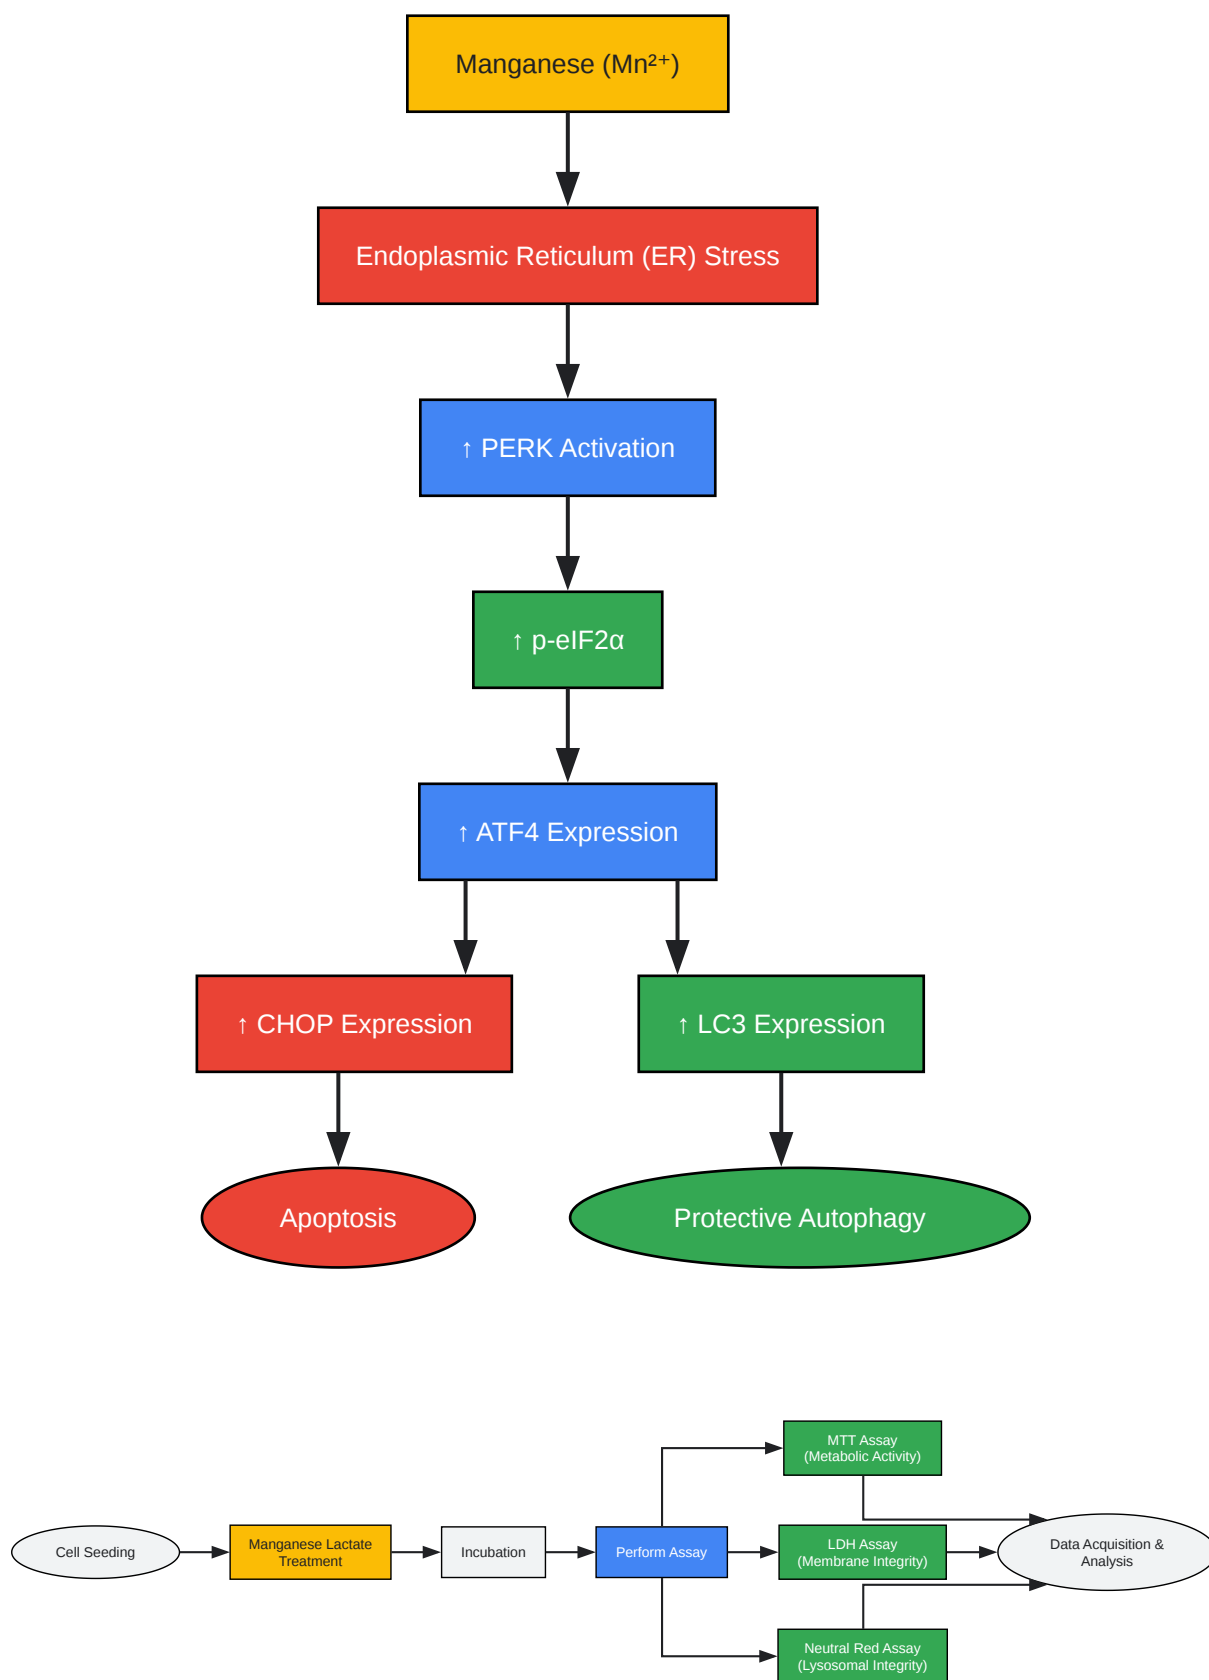 Manganese (Mn²⁺)
Endoplasmic Reticulum (ER) Stress
↑ PERK Activation
↑ p-eIF2α
↑ ATF4 Expression
↑ CHOP Expression
↑ LC3 Expression
Apoptosis
Protective Autophagy
Cell Seeding
Manganese Lactate
Treatment
Incubation
Perform Assay
MTT Assay
(Metabolic Activity)
LDH Assay
(Membrane Integrity)
Neutral Red Assay
(Lysosomal Integrity)
Data Acquisition &
Analysis